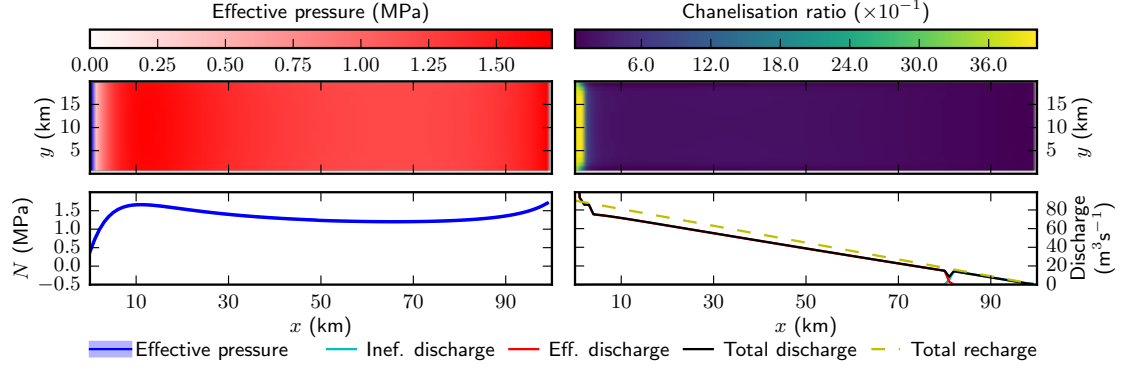 Effective pressure (MPa)
Chanelisation ratio (×10⁻¹)
0.00 0.25 0.50 0.75 1.00 1.25 1.50
6.0 12.0 18.0 24.0 30.0 36.0
15
10
5
y (km)
15
10
5
y (km)
1.5
1.0
0.5
0.0
−0.5
N (MPa)
80
60
40
20
0
Discharge
(m³s⁻¹)
10 30 50 70 90
10 30 50 70 90
x (km)
x (km)
Effective pressure
Inef. discharge
Eff. discharge
Total discharge
Total recharge